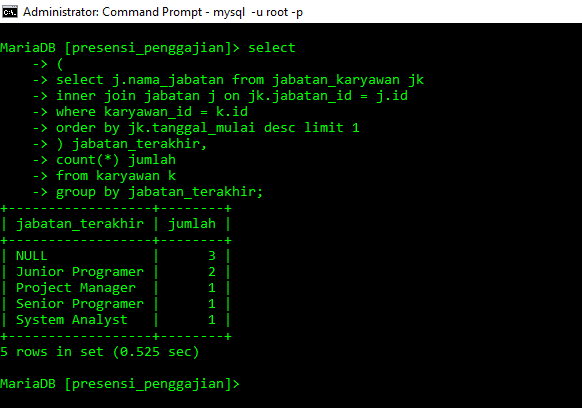 Administrator: Command Prompt - mysql -u root -p
MariaDB [presensi_penggajian]> select
-> (
-> select j.nama_jabatan from jabatan_karyawan jk
-> inner join jabatan j on jk.jabatan_id = j.id
-> where karyawan_id = k.id
-> order by jk.tanggal_mulai desc limit 1
-> ) jabatan_terakhir,
-> count(*) jumlah
-> from karyawan k
-> group by jabatan_terakhir;
+------------------+--------+
| jabatan_terakhir | jumlah |
+------------------+--------+
| NULL             |      3 |
| Junior Programer |      2 |
| Project Manager  |      1 |
| Senior Programer |      1 |
| System Analyst   |      1 |
+------------------+--------+
5 rows in set (0.525 sec)
MariaDB [presensi_penggajian]>